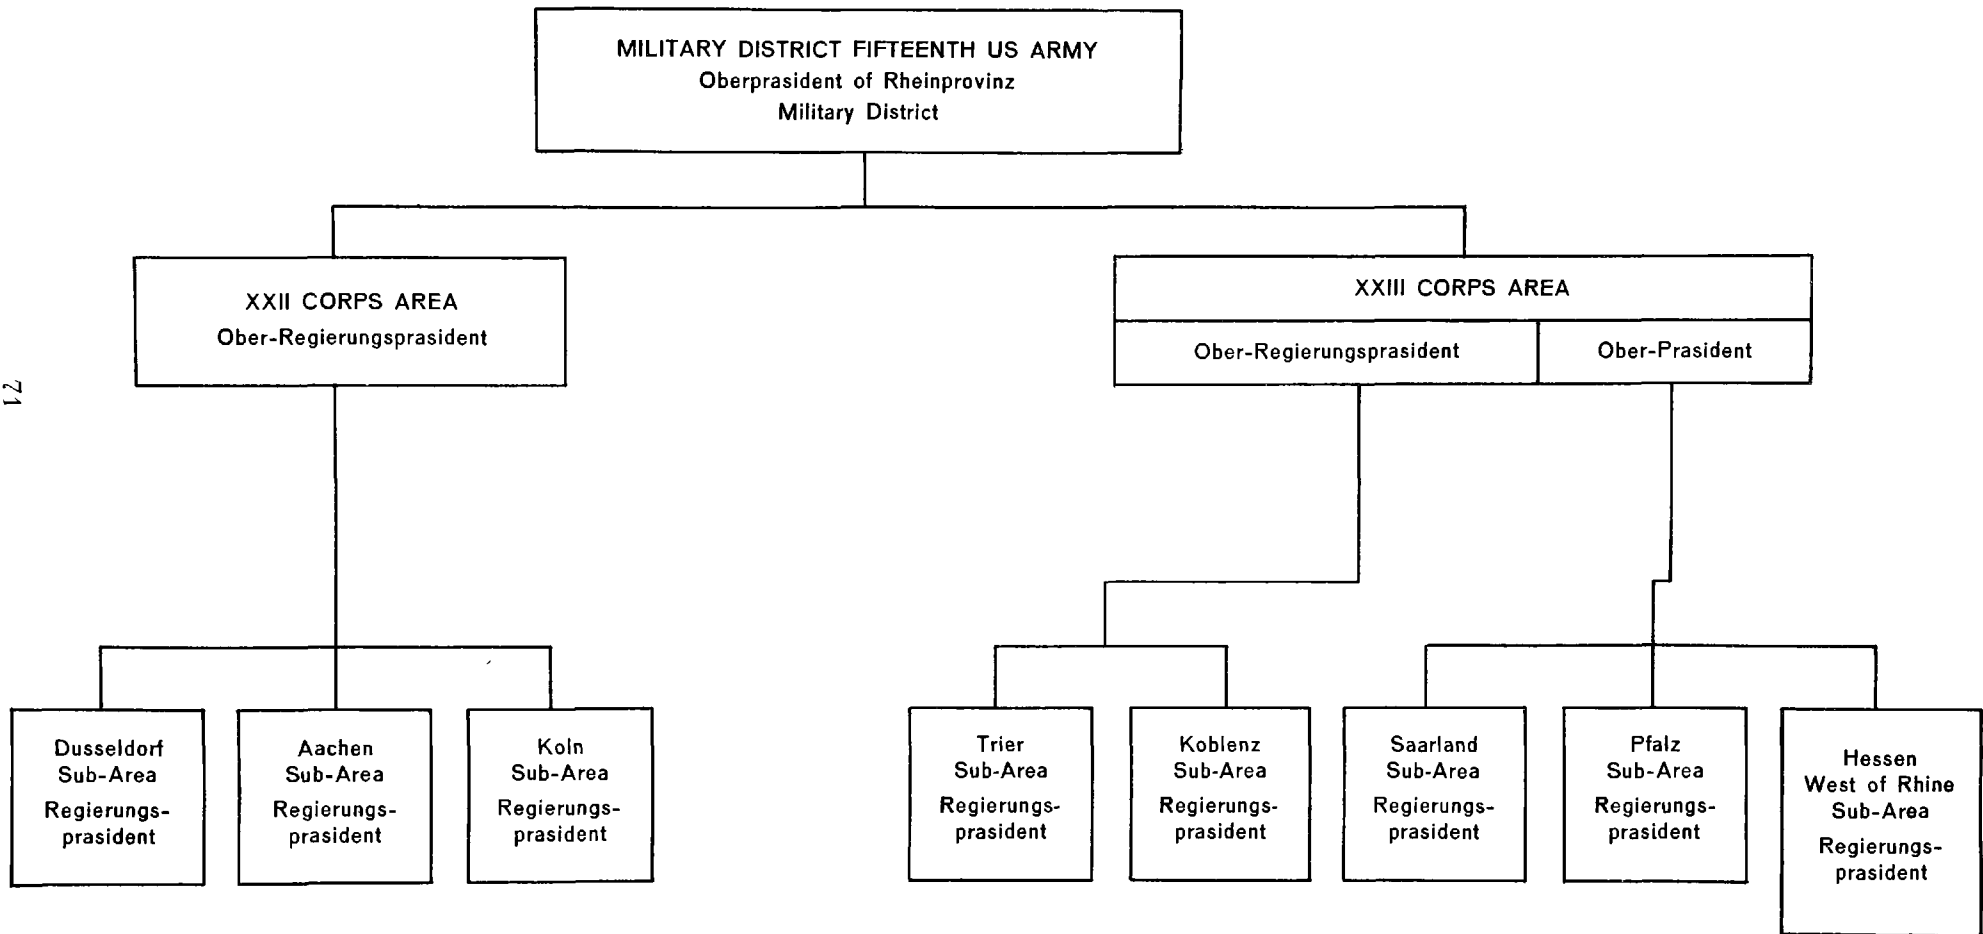 MILITARY DISTRICT FIFTEENTH US ARMY
Oberprasident of Rheinprovinz
Military District
XXII CORPS AREA
Ober-Regierungsprasident
XXIII CORPS AREA
Ober-Regierungsprasident
Ober-Prasident
71
Dusseldorf
Sub-Area
Regierungs-
prasident
Aachen
Sub-Area
Regierungs-
prasident
Koln
Sub-Area
Regierungs-
prasident
Trier
Sub-Area
Regierungs-
prasident
Koblenz
Sub-Area
Regierungs-
prasident
Saarland
Sub-Area
Regierungs-
prasident
Pfalz
Sub-Area
Regierungs-
prasident
Hessen
West of Rhine
Sub-Area
Regierungs-
prasident